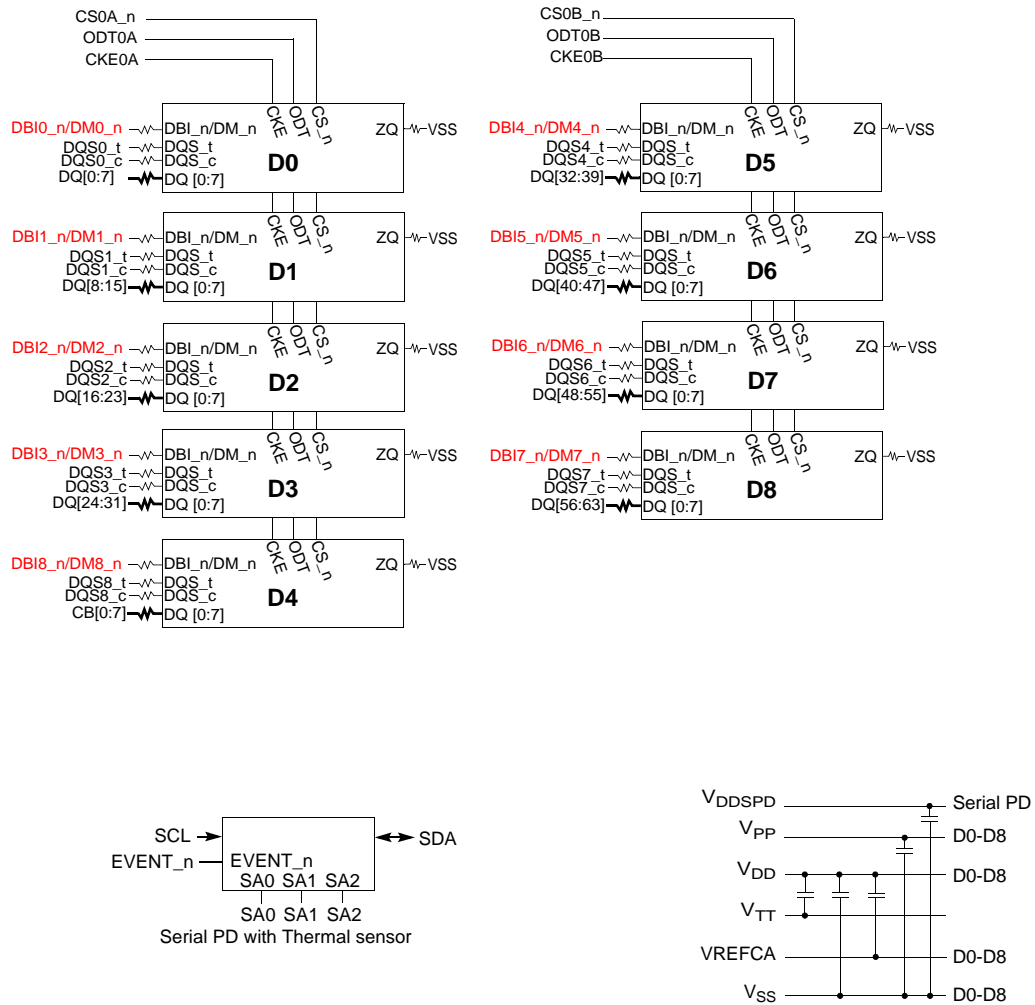 CS0A_n
ODT0A
CKE0A
CKE ODT CS_n
DBI0_n/DM0_n DBI_n/DM_n ZQ VSS
DQS0_t DQS_t
DQS0_c DQS_c
D0
DQ[0:7] DQ [0:7]
CKE ODT CS_n
DBI1_n/DM1_n DBI_n/DM_n ZQ VSS
DQS1_t DQS_t
DQS1_c DQS_c
D1
DQ[8:15] DQ [0:7]
CKE ODT CS_n
DBI2_n/DM2_n DBI_n/DM_n ZQ VSS
DQS2_t DQS_t
DQS2_c DQS_c
D2
DQ[16:23] DQ [0:7]
CKE ODT CS_n
DBI3_n/DM3_n DBI_n/DM_n ZQ VSS
DQS3_t DQS_t
DQS3_c DQS_c
D3
DQ[24:31] DQ [0:7]
CKE ODT CS_n
DBI8_n/DM8_n DBI_n/DM_n ZQ VSS
DQS8_t DQS_t
DQS8_c DQS_c
D4
CB[0:7] DQ [0:7]
CS0B_n
ODT0B
CKE0B
CKE ODT CS_n
DBI4_n/DM4_n DBI_n/DM_n ZQ VSS
DQS4_t DQS_t
DQS4_c DQS_c
D5
DQ[32:39] DQ [0:7]
CKE ODT CS_n
DBI5_n/DM5_n DBI_n/DM_n ZQ VSS
DQS5_t DQS_t
DQS5_c DQS_c
D6
DQ[40:47] DQ [0:7]
CKE ODT CS_n
DBI6_n/DM6_n DBI_n/DM_n ZQ VSS
DQS6_t DQS_t
DQS6_c DQS_c
D7
DQ[48:55] DQ [0:7]
CKE ODT CS_n
DBI7_n/DM7_n DBI_n/DM_n ZQ VSS
DQS7_t DQS_t
DQS7_c DQS_c
D8
DQ[56:63] DQ [0:7]
SCL SDA
EVENT_n EVENT_n
SA0 SA1 SA2
SA0 SA1 SA2
Serial PD with Thermal sensor
VDDSPD Serial PD
VPP D0-D8
VDD D0-D8
VTT
VREFCA D0-D8
VSS D0-D8